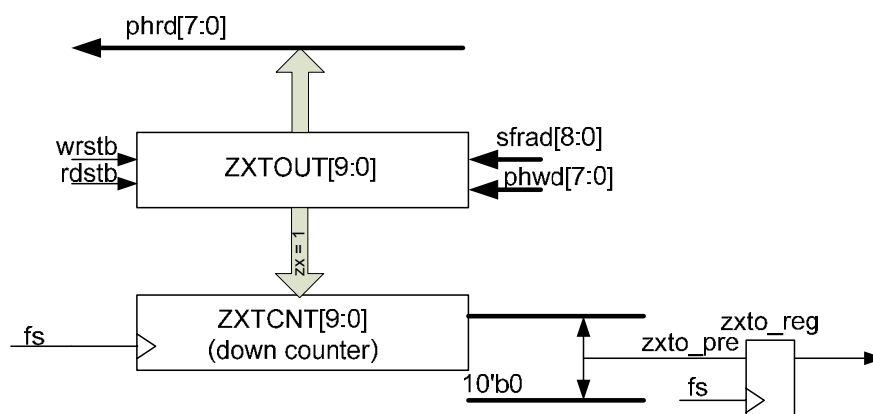 phrd[7:0]
wrstb
rdstb
ZXTOUT[9:0]
sfrad[8:0]
phwd[7:0]
zx = 1
ZXTCNT[9:0]
(down counter)
fs
10'b0
zxto_pre
zxto_reg
fs